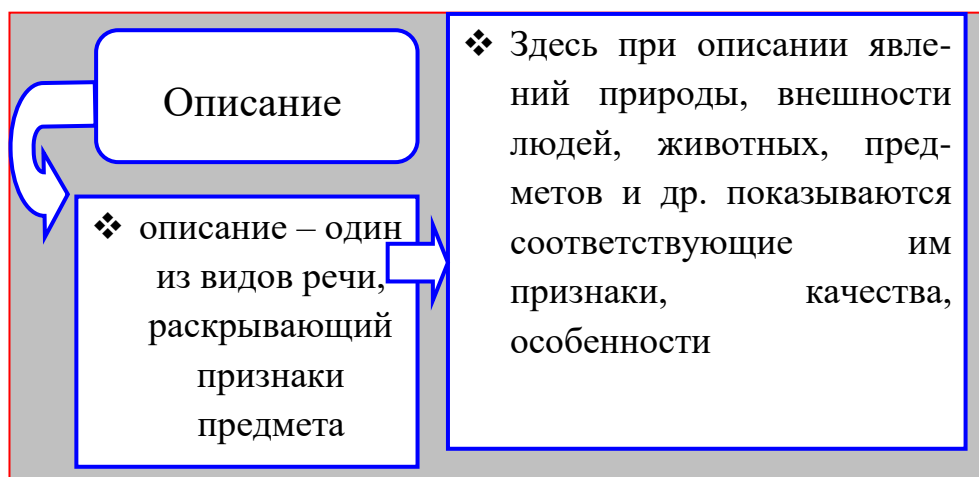 Описание
❖ описание – один
из видов речи,
раскрывающий
признаки
предмета
❖ Здесь при описании явле-
ний природы, внешности
людей, животных, пред-
метов и др. показываются
соответствующие им
признаки, качества,
особенности